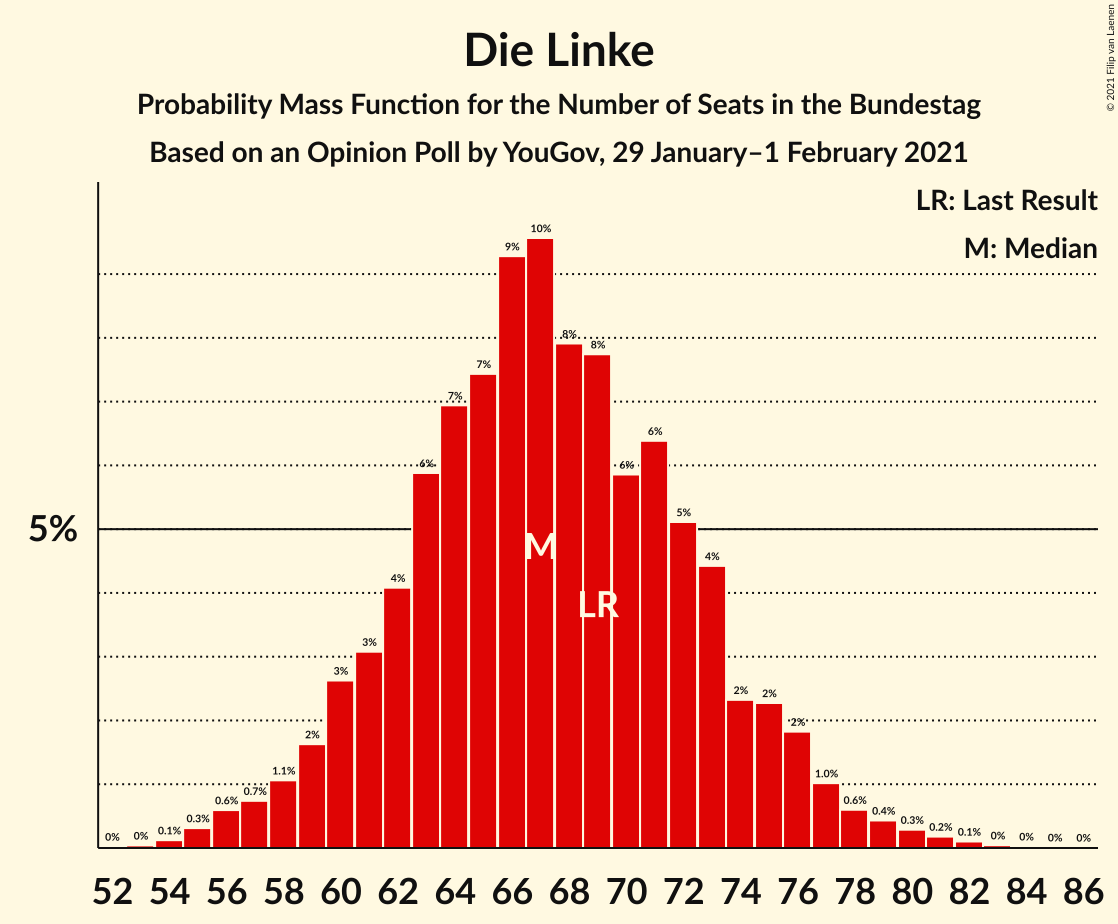 © 2021 Filip van Laenen
Die Linke
Probability Mass Function for the Number of Seats in the Bundestag
Based on an Opinion Poll by YouGov, 29 January–1 February 2021
LR: Last Result
M: Median
5%
0% 0% 0.1% 0.3% 0.6% 0.7% 1.1% 2% 3% 3% 4% 6% 7% 7% 9% 10% 8% 8% 6% 6% 5% 4% 2% 2% 2% 1.0% 0.6% 0.4% 0.3% 0.2% 0.1% 0% 0% 0% 0%
M
LR
52 54 56 58 60 62 64 66 68 70 72 74 76 78 80 82 84 86